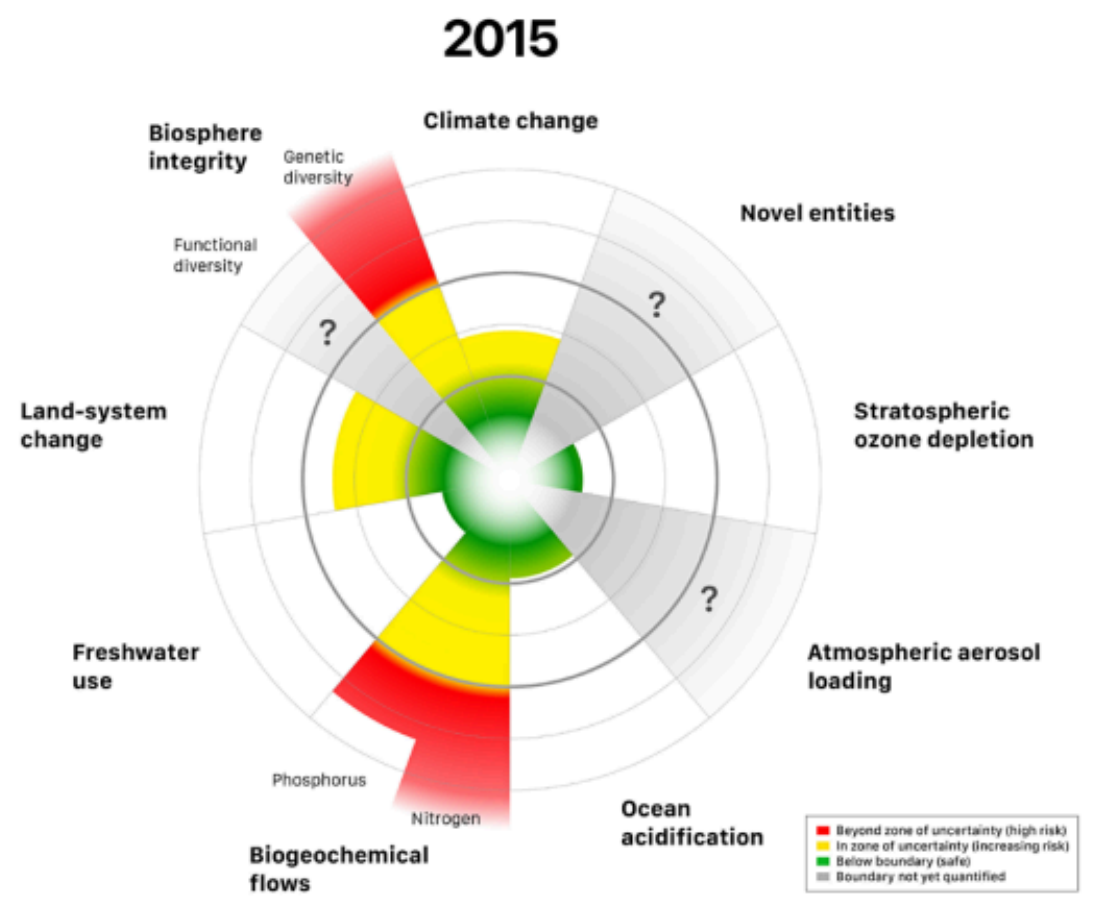 2015
Climate change
Biosphere
integrity
Genetic
diversity
Novel entities
Functional
diversity
?
?
Land-system
change
Stratospheric
ozone depletion
?
Freshwater
use
Atmospheric aerosol
loading
Phosphorus
Nitrogen
Ocean
acidification
Biogeochemical
flows
Beyond zone of uncertainty (high risk)
In zone of uncertainty (increasing risk)
Below boundary (safe)
Boundary not yet quantified